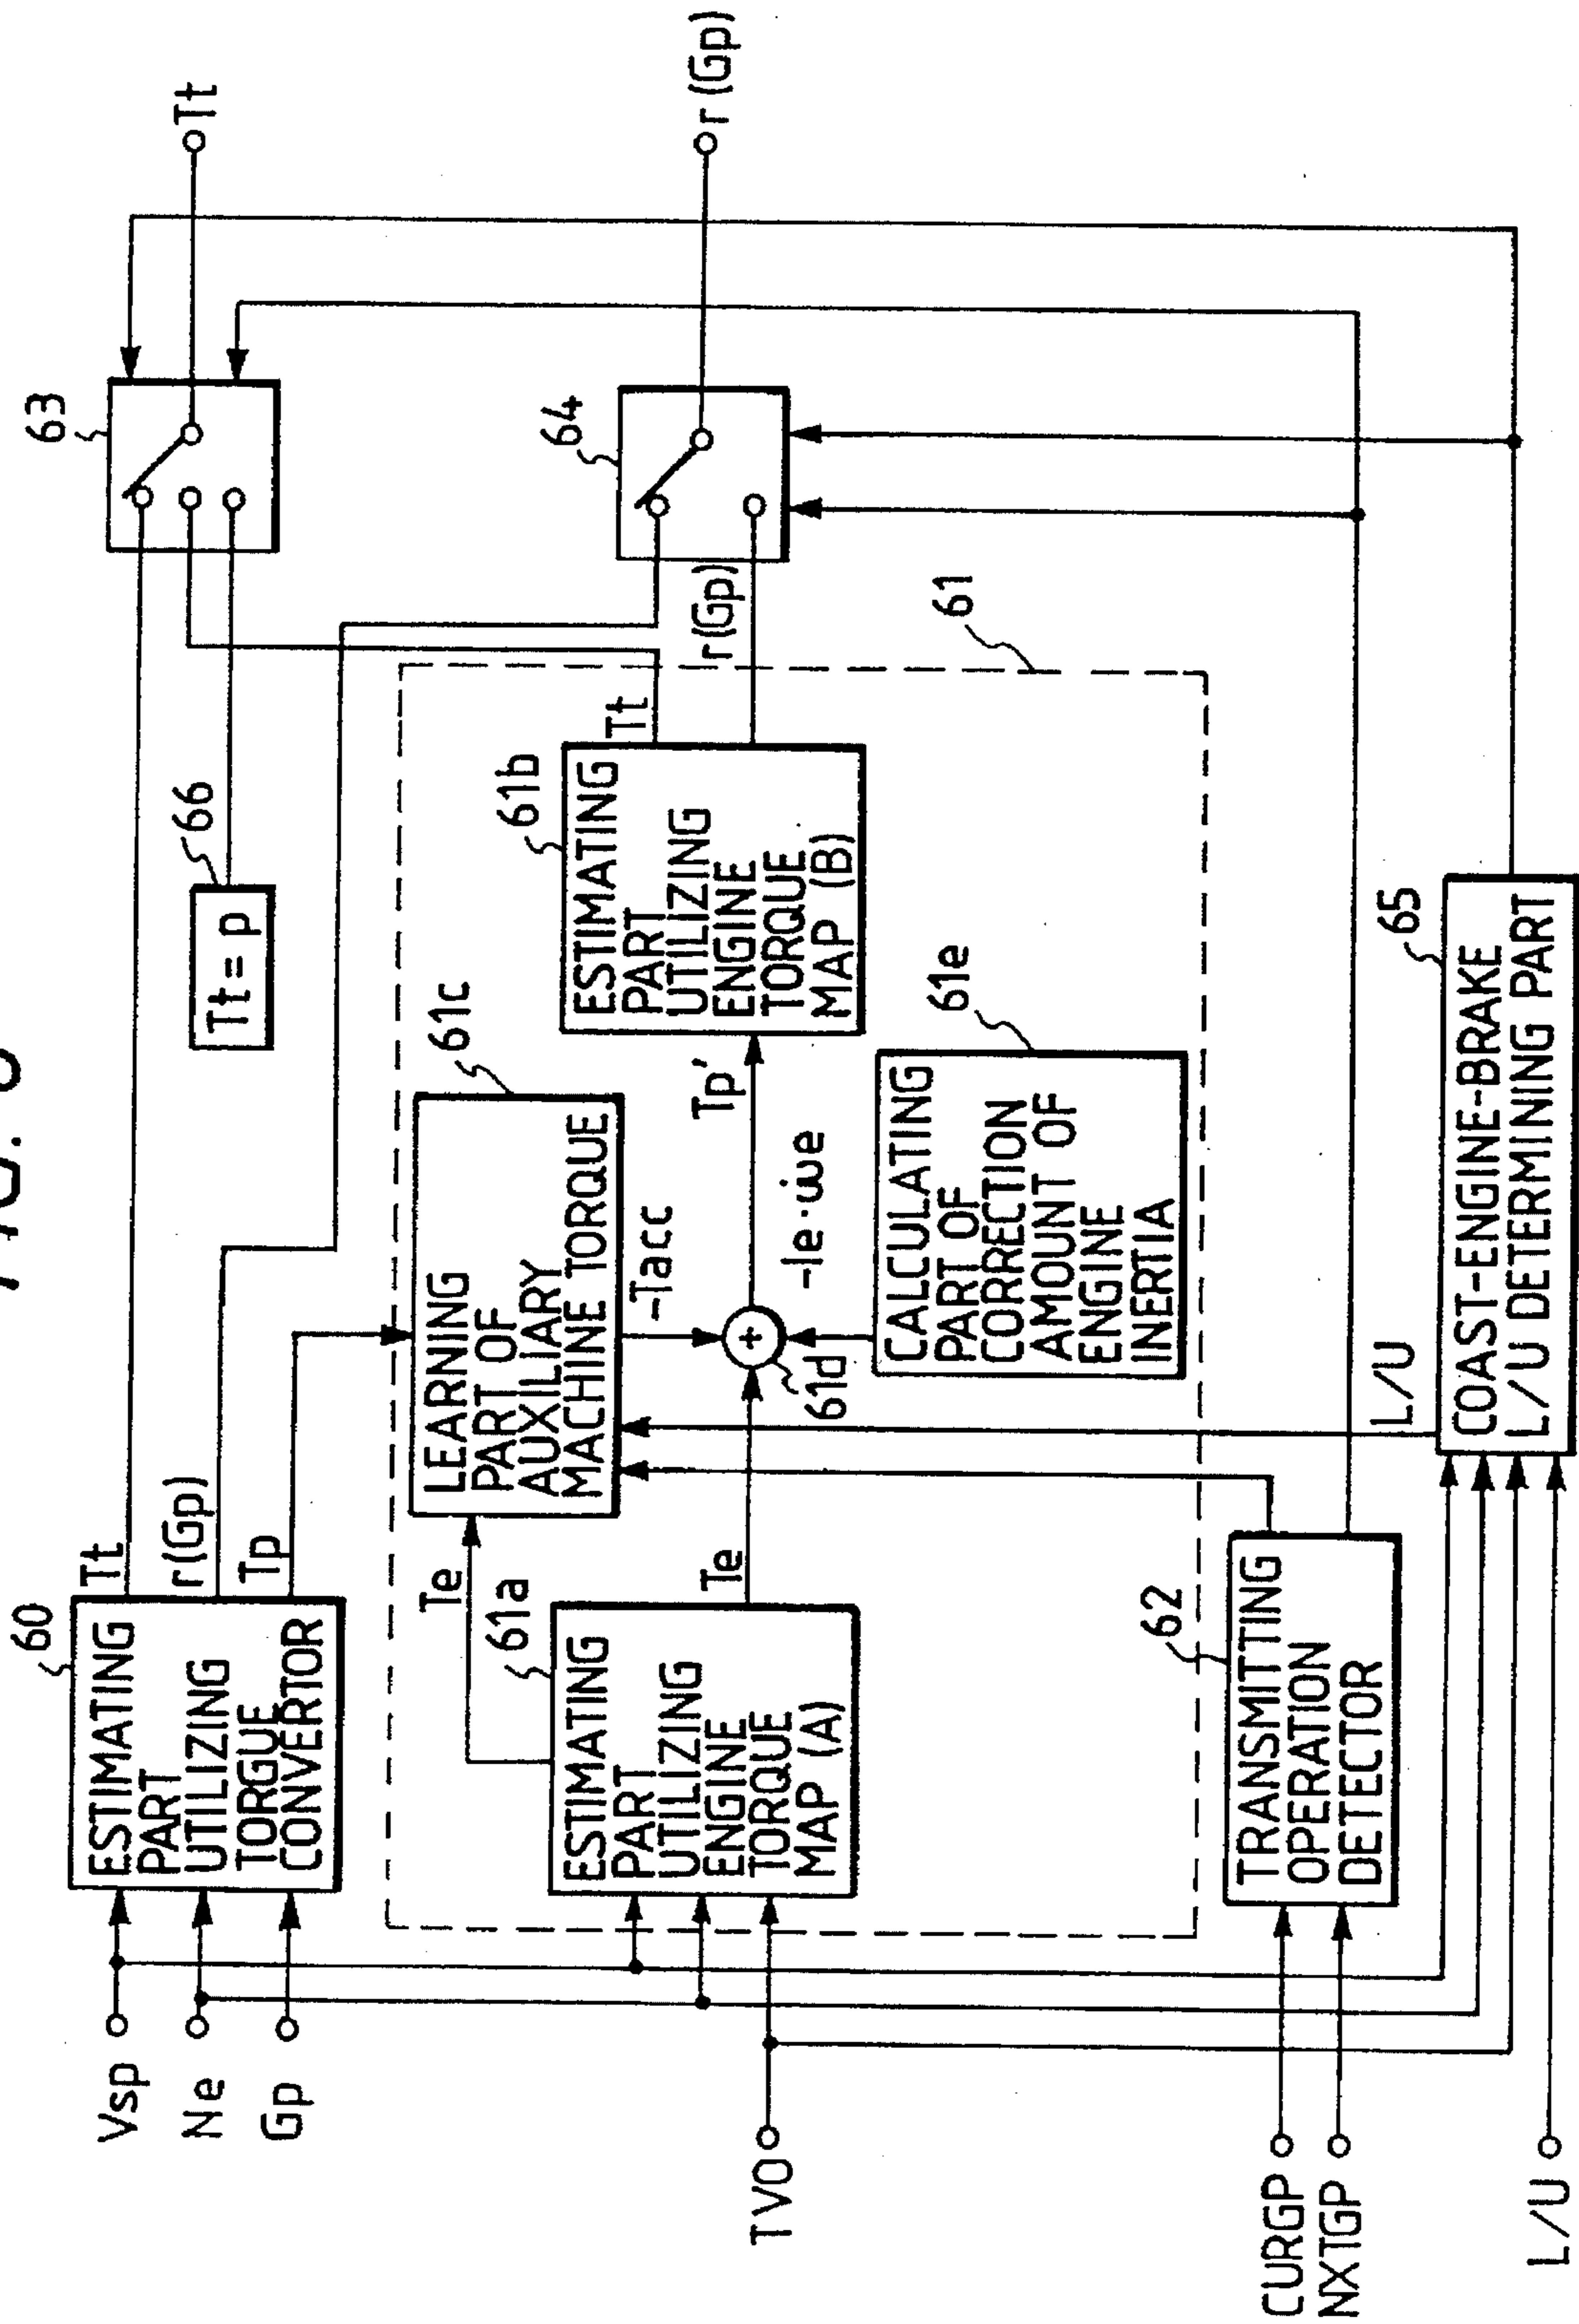 FIG.
60
ESTIMATING
PART
UTILIZING
TORGUE
CONVERTOR
Vsp
Ne
Gp
Tt
r(Gp)
Tp
66
Tt = p
63
Tt
64
r(Gp)
61
61c
LEARNING
PART OF
AUXILIARY
MACHINE TORQUE
Te
-Tacc
61a
ESTIMATING
PART
UTILIZING
ENGINE
TORQUE
MAP (A)
TVO
Te
61d
+
Tp'
-Ie·ω̇e
61b
ESTIMATING
PART
UTILIZING
ENGINE
TORQUE
MAP (B)
Tt
r(Gp)
61e
CALCULATING
PART OF
CORRECTION
AMOUNT OF
ENGINE
INERTIA
62
TRANSMITTING
OPERATION
DETECTOR
CURGP
NXTGP
L/U
65
COAST-ENGINE-BRAKE
L/U DETERMINING PART
L/U